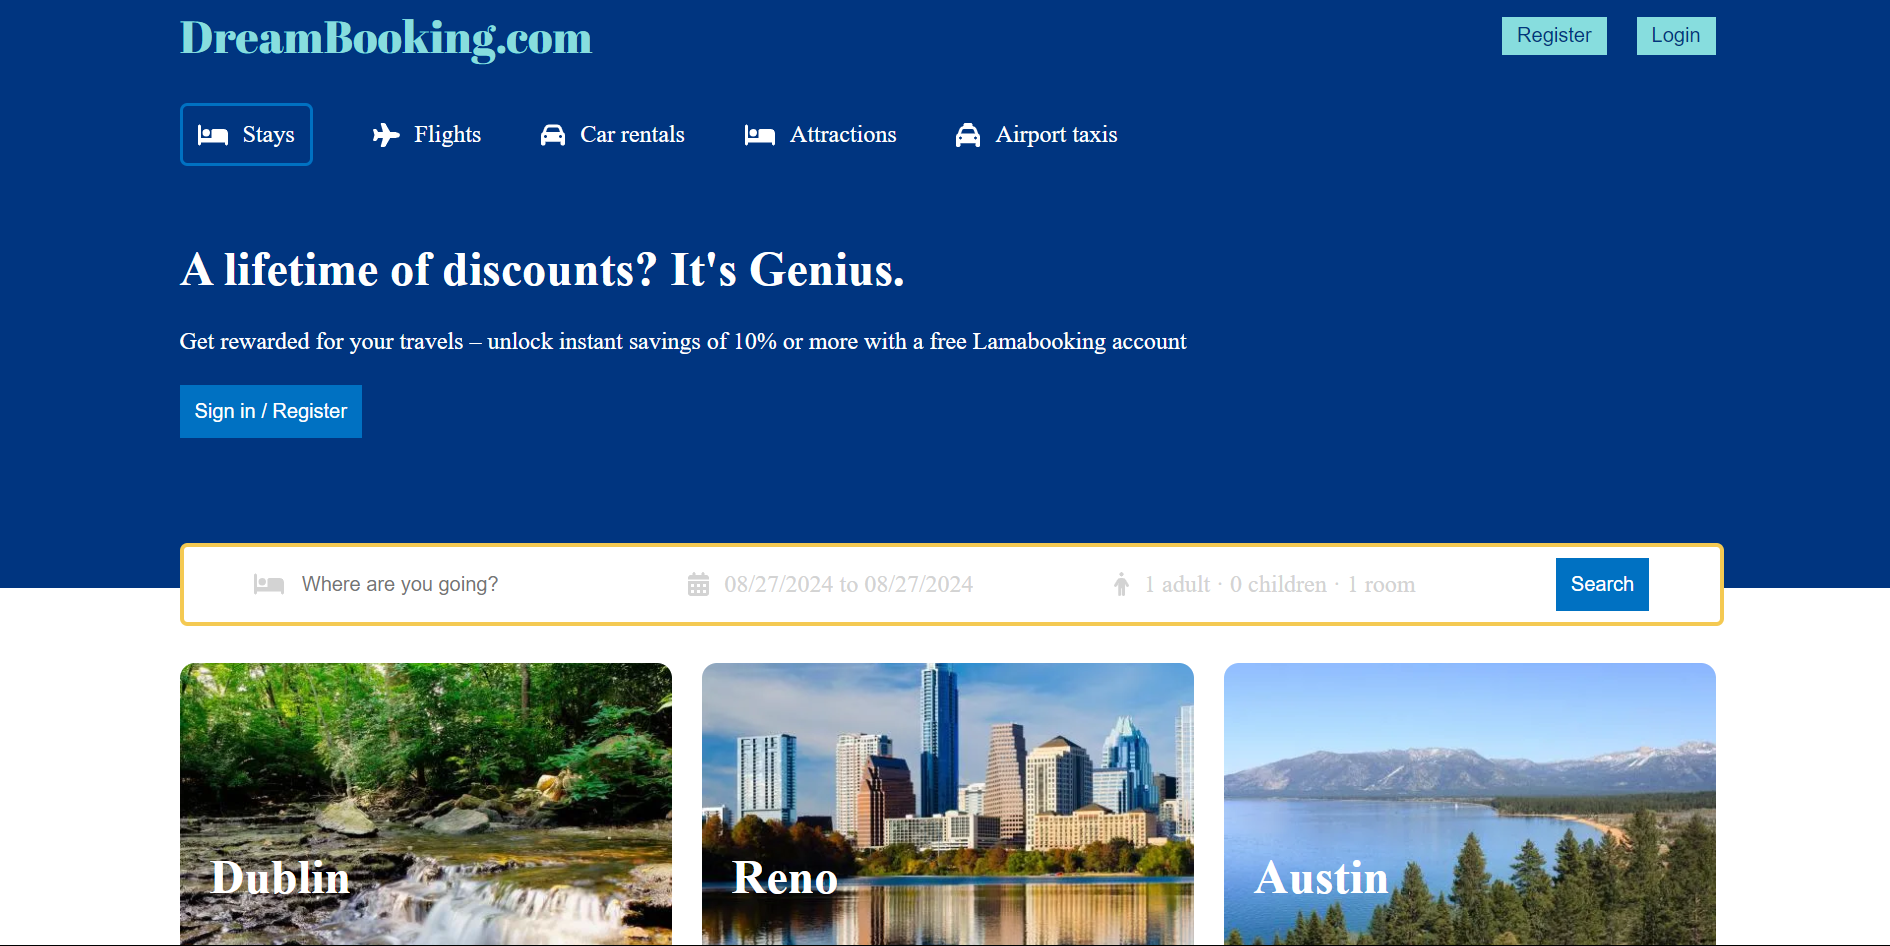 DreamBooking.com
Register
Login
Stays
Flights
Car rentals
Attractions
Airport taxis
A lifetime of discounts? It's Genius.
Get rewarded for your travels – unlock instant savings of 10% or more with a free Lamabooking account
Sign in / Register
Where are you going?
08/27/2024 to 08/27/2024
1 adult · 0 children · 1 room
Search
Dublin
Reno
Austin